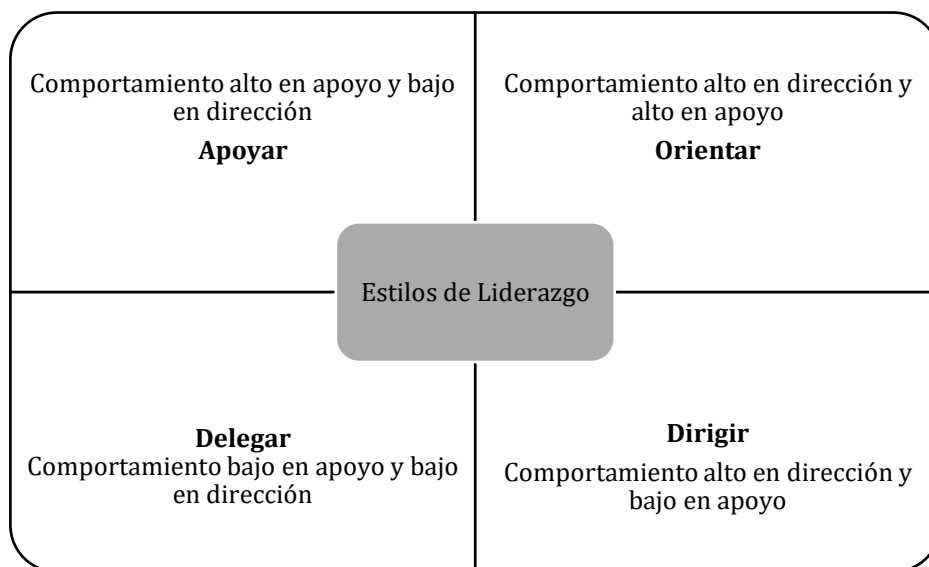 Comportamiento alto en apoyo y bajo
en dirección
Apoyar
Comportamiento alto en dirección y
alto en apoyo
Orientar
Estilos de Liderazgo
Delegar
Comportamiento bajo en apoyo y bajo
en dirección
Dirigir
Comportamiento alto en dirección y
bajo en apoyo